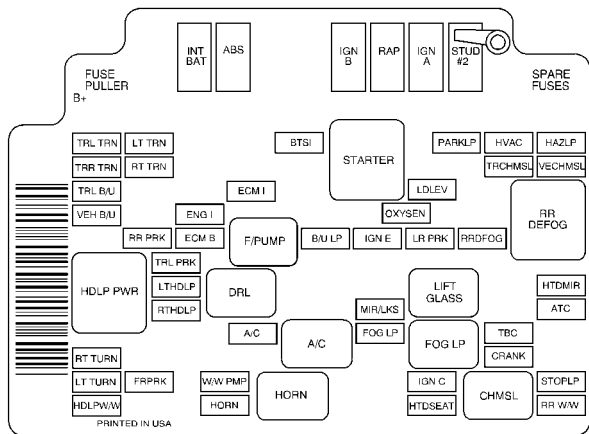 INT BAT
ABS
IGN B
RAP
IGN A
STUD #2
FUSE PULLER
B+
SPARE FUSES
TRL TRN
LT TRN
BTSI
STARTER
PARKLP
HVAC
HAZLP
TRR TRN
RT TRN
TRCHMSL
VECHMSL
TRL B/U
ECM I
LDLEV
RR DEFOG
VEH B/U
ENG I
OXYSEN
RR PRK
ECM B
F/PUMP
B/U LP
IGN E
LR PRK
RRDFOG
HDLP PWR
TRL PRK
LTHDLP
RTHDLP
DRL
LIFT GLASS
HTDMIR
ATC
MIR/LKS
A/C
A/C
FOG LP
FOG LP
TBC
CRANK
RT TURN
LT TURN
FRPRK
W/W PMP
HORN
IGN C
CHMSL
STOPLP
HDLPW/W
HORN
HTDSEAT
RR W/W
PRINTED IN USA